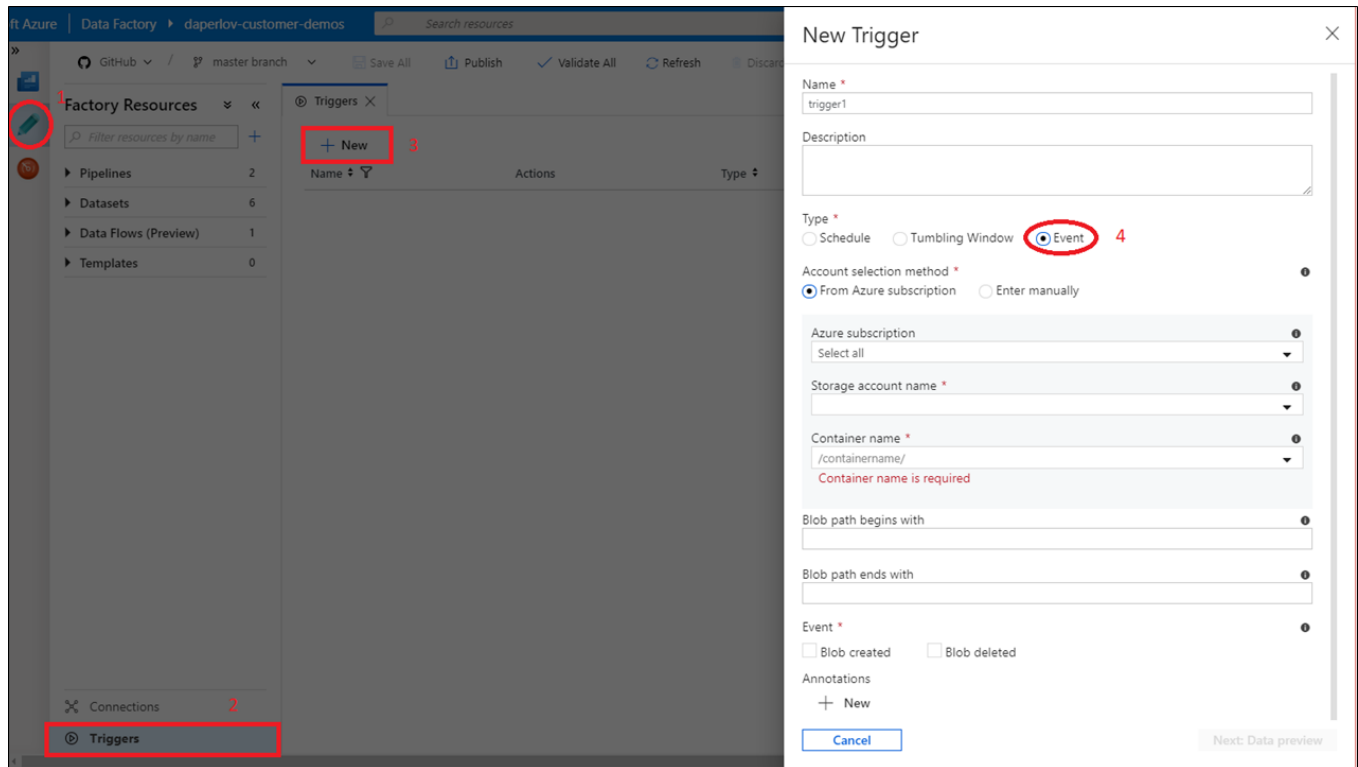 ft Azure Data Factory daperlov-customer-demos Search resources
»
GitHub / master branch Save All Publish Validate All Refresh Discard
1
Factory Resources
«
Filter resources by name +
Pipelines 2
Datasets 6
Data Flows (Preview) 1
Templates 0
Connections 2
Triggers
Triggers
+ New 3
Name Actions Type
New Trigger
Name *
trigger1
Description
Type *
Schedule Tumbling Window Event 4
Account selection method *
From Azure subscription Enter manually
Azure subscription
Select all
Storage account name *
Container name *
/containername/
Container name is required
Blob path begins with
Blob path ends with
Event *
Blob created Blob deleted
Annotations
+ New
Cancel Next: Data preview